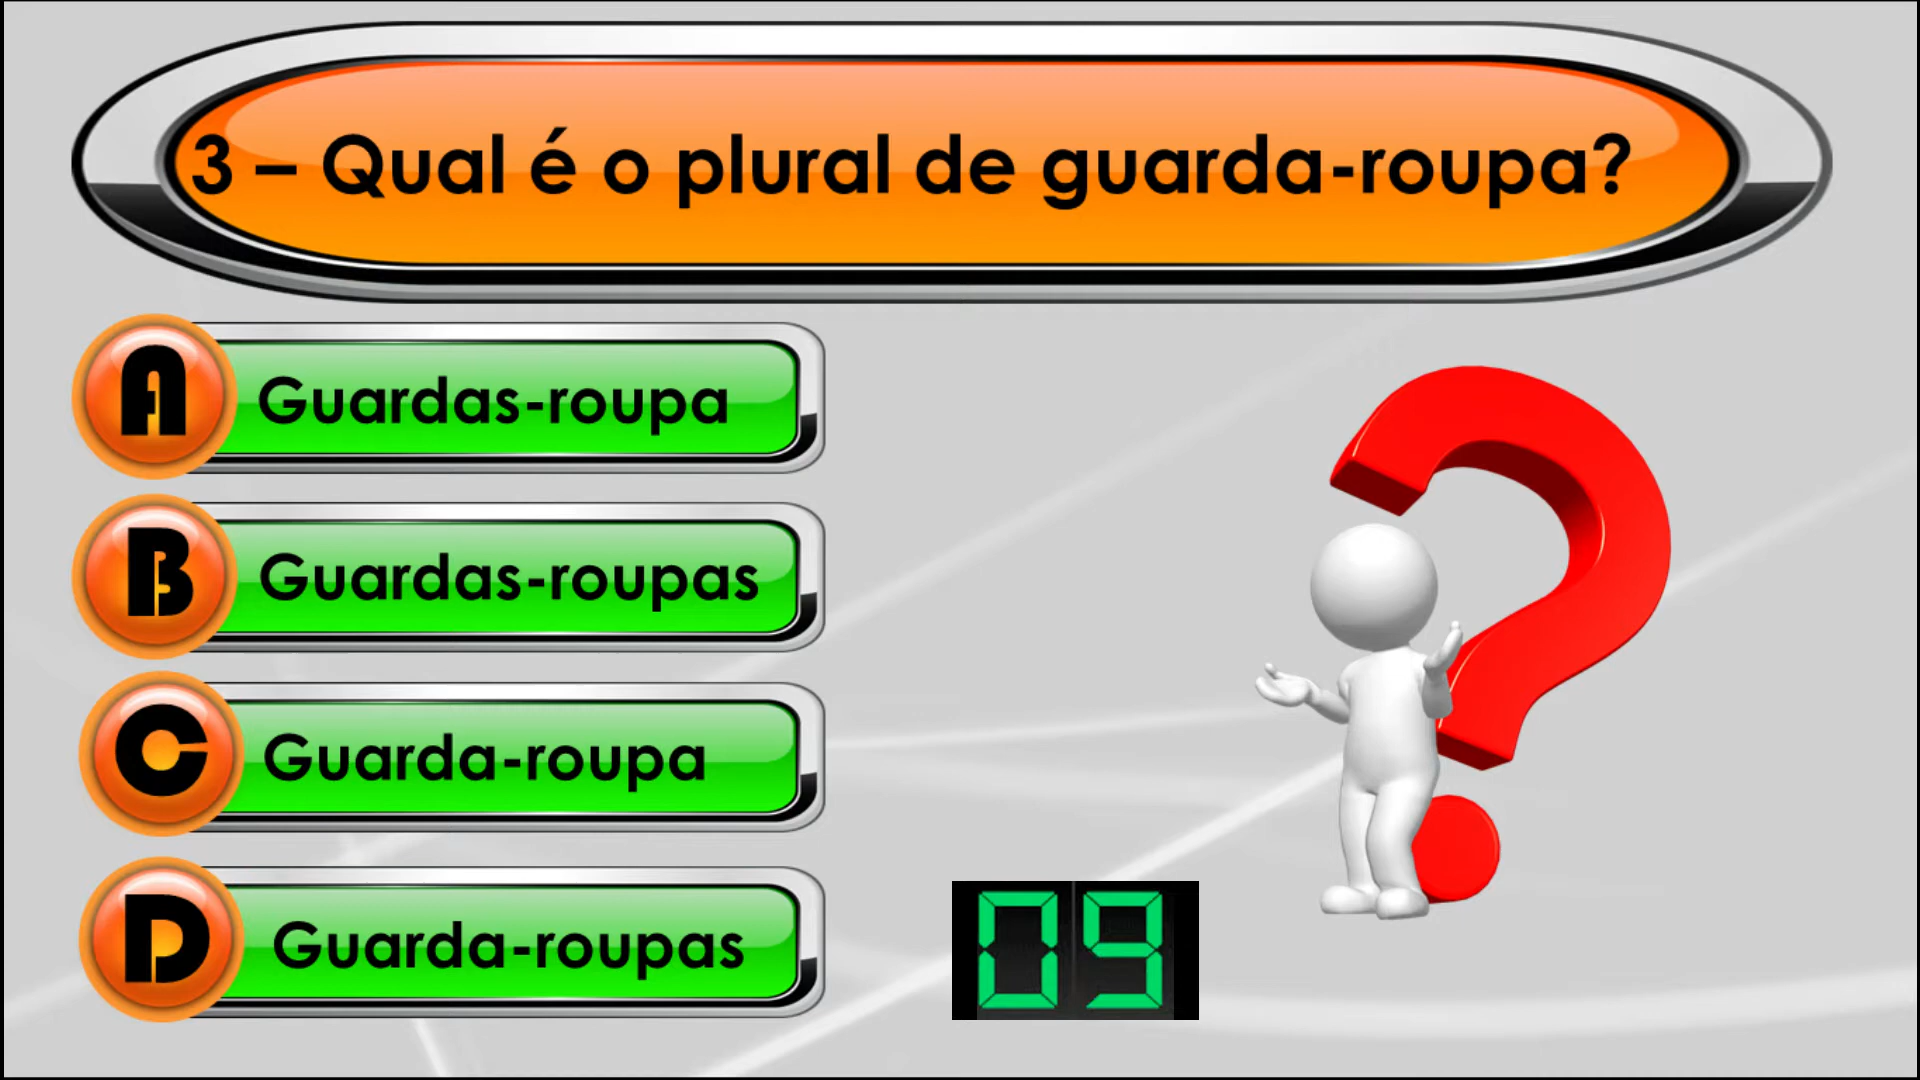 3 – Qual é o plural de guarda-roupa?
A Guardas-roupa
B Guardas-roupas
C Guarda-roupa
D Guarda-roupas
09